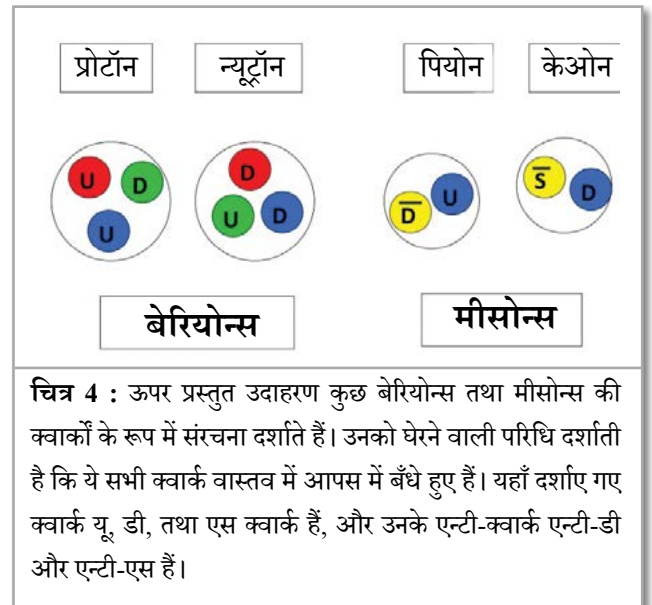 प्रोटॉन न्यूट्रॉन पियोन केओन
U D U
D U D
D̅ U
S̅ D
बेरियोन्स मीसोन्स
चित्र 4 : ऊपर प्रस्तुत उदाहरण कुछ बेरियोन्स तथा मीसोन्स की
क्वार्कों के रूप में संरचना दर्शाते हैं। उनको घेरने वाली परिधि दर्शाती
है कि ये सभी क्वार्क वास्तव में आपस में बँधे हुए हैं। यहाँ दर्शाए गए
क्वार्क यू, डी, तथा एस क्वार्क हैं, और उनके एन्टी-क्वार्क एन्टी-डी
और एन्टी-एस हैं।